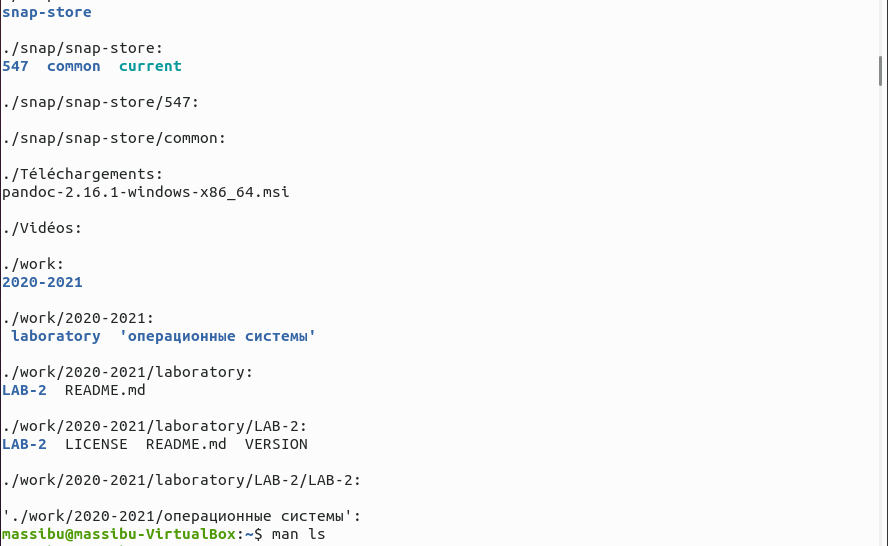 snap-store
./snap/snap-store:
547  common  current
./snap/snap-store/547:
./snap/snap-store/common:
./Téléchargements:
pandoc-2.16.1-windows-x86_64.msi
./Vidéos:
./work:
2020-2021
./work/2020-2021:
 laboratory  'операционные системы'
./work/2020-2021/laboratory:
LAB-2  README.md
./work/2020-2021/laboratory/LAB-2:
LAB-2  LICENSE  README.md  VERSION
./work/2020-2021/laboratory/LAB-2/LAB-2:
'./work/2020-2021/операционные системы':
massibu@massibu-VirtualBox:~$ man ls